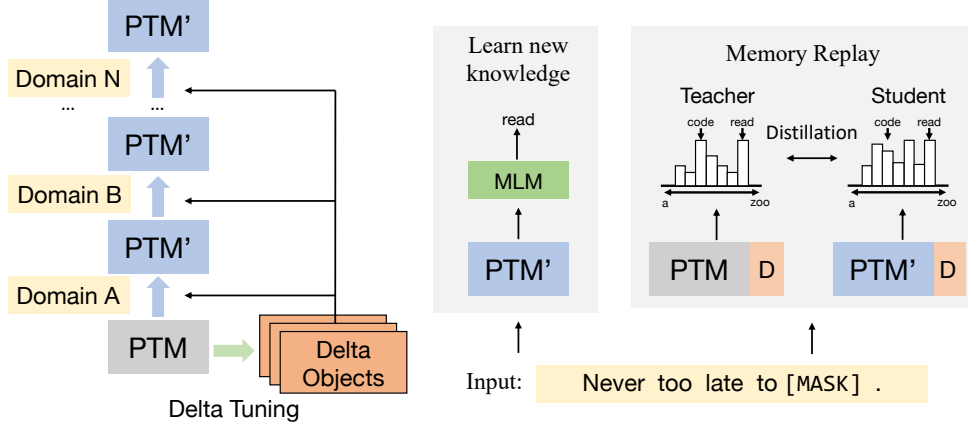 PTM’
Domain N
... ...
PTM’
Domain B
PTM’
Domain A
PTM
Delta
Objects
Delta Tuning
Learn new
knowledge
read
MLM
PTM’
Memory Replay
Teacher
Student
code read
Distillation
code read
a zoo
a zoo
PTM D
PTM’ D
Input: Never too late to [MASK] .